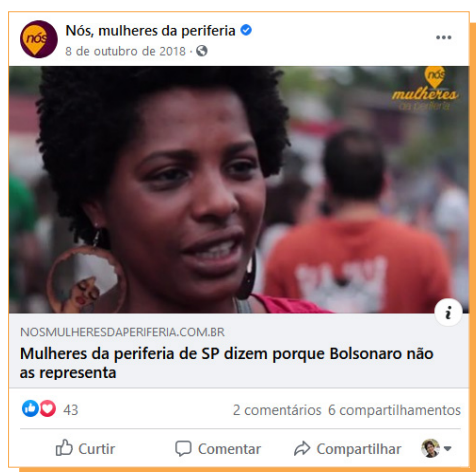 nós
Nós, mulheres da periferia
8 de outubro de 2018 ·
nós
mulheres
da periferia
i
NOSMULHERESDAPERIFERIA.COM.BR
Mulheres da periferia de SP dizem porque Bolsonaro não
as representa
43
2 comentários 6 compartilhamentos
Curtir Comentar Compartilhar